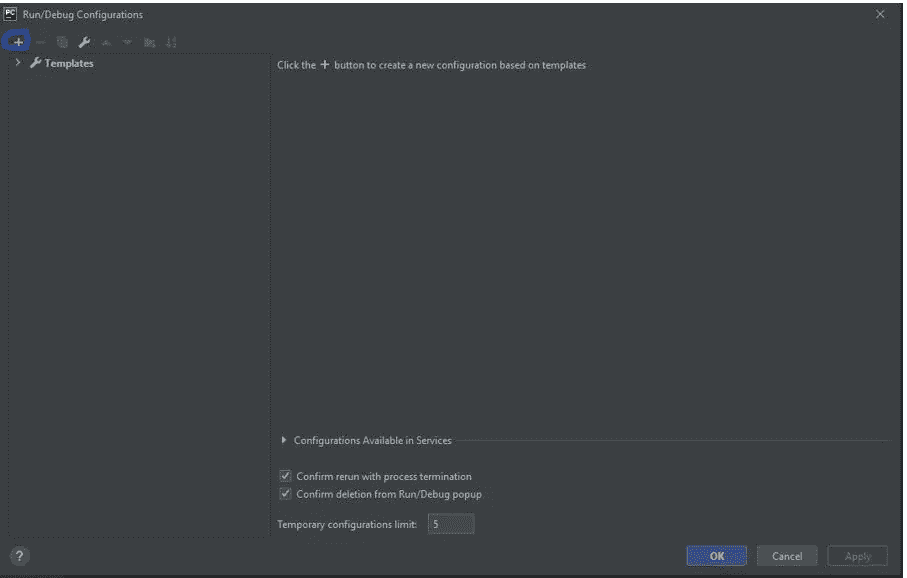 PC Run/Debug Configurations
Templates
Click the + button to create a new configuration based on templates
Configurations Available in Services
Confirm rerun with process termination
Confirm deletion from Run/Debug popup
Temporary configurations limit: 5
? OK Cancel Apply